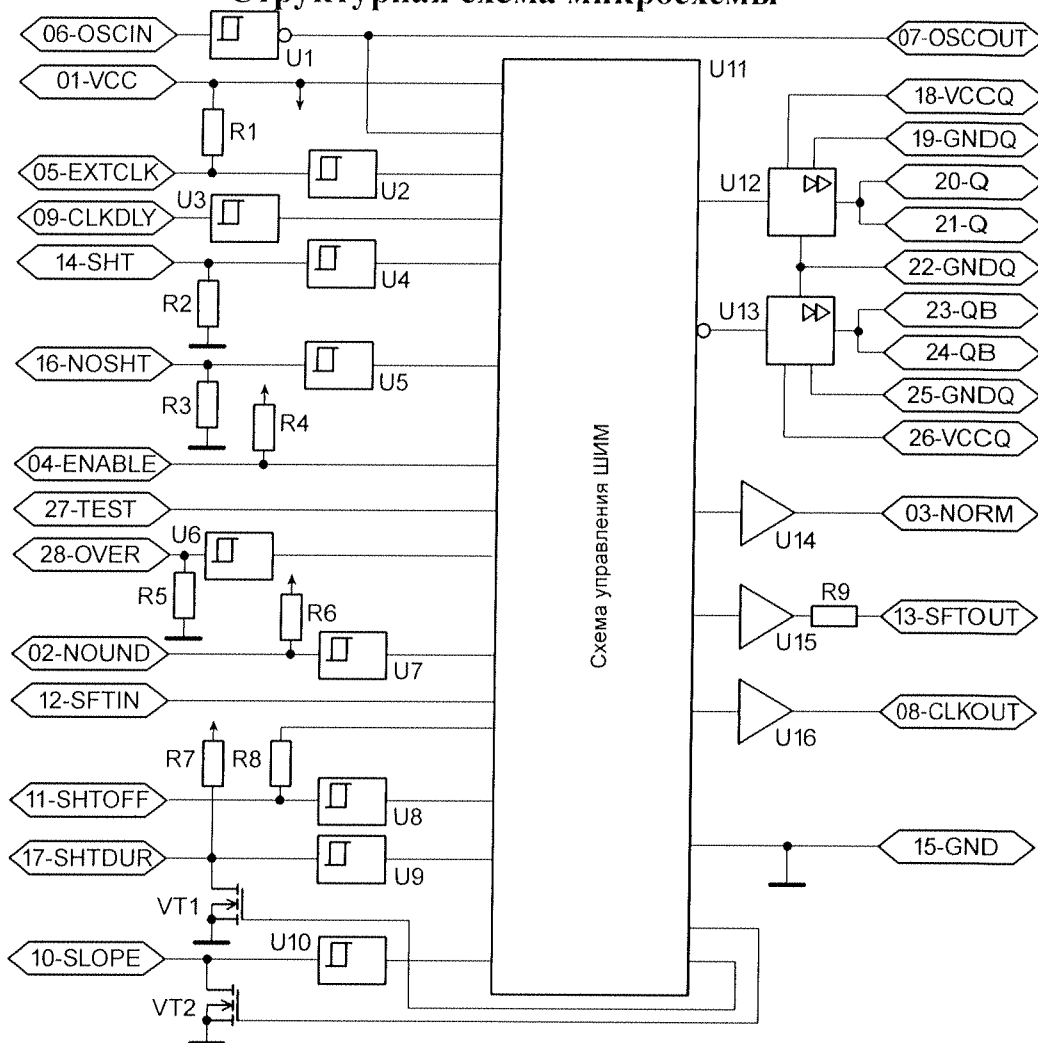 Структурная схема микросхемы
06-OSCIN
U1
07-OSCOUT
01-VCC
U11
18-VCCQ
R1
19-GNDQ
05-EXTCLK
U2
U12
20-Q
U3
09-CLKDLY
21-Q
14-SHT
U4
22-GNDQ
R2
U13
23-QB
16-NOSHT
U5
24-QB
R3
R4
25-GNDQ
26-VCCQ
04-ENABLE
Схема управления ШИМ
27-TEST
03-NORM
U14
U6
28-OVER
R5
R6
R9
13-SFTOUT
U15
02-NOUND
U7
12-SFTIN
08-CLKOUT
U16
R7
R8
11-SHTOFF
U8
17-SHTDUR
U9
15-GND
VT1
U10
10-SLOPE
VT2